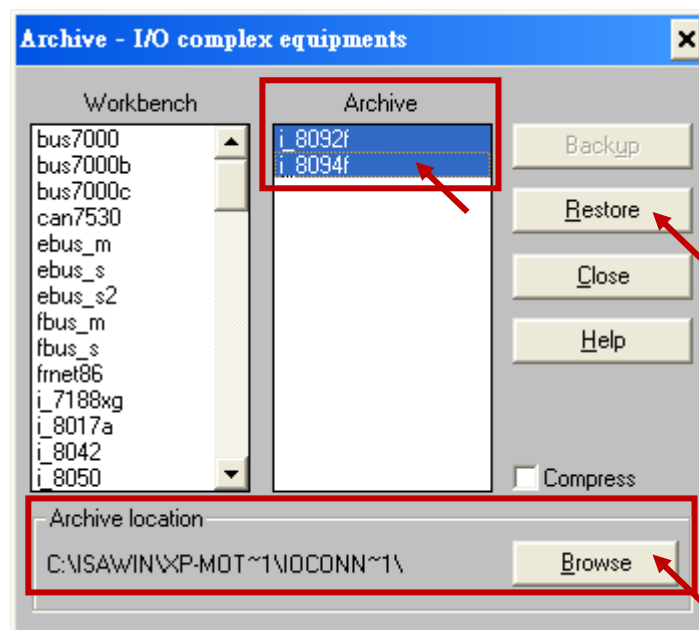 Archive - I/O complex equipments
Workbench
bus7000
bus7000b
bus7000c
can7530
ebus_m
ebus_s
ebus_s2
fbus_m
fbus_s
frnet86
i_7188xg
i_8017a
i_8042
i_8050
Archive
i_8092f
i_8094f
Backup
Restore
Close
Help
Compress
Archive location
C:\ISAWIN\XP-MOT~1\IOCONN~1\
Browse